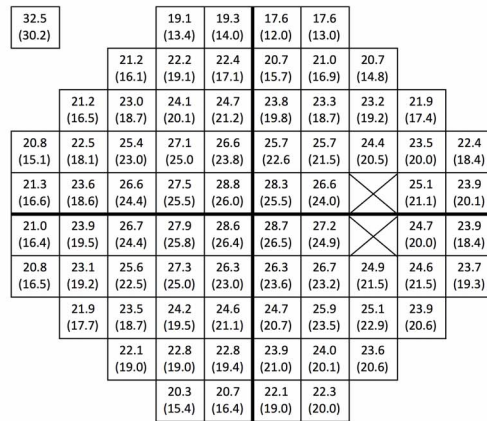 32.5 19.1 19.3 17.6 17.6
(30.2) (13.4) (14.0) (12.0) (13.0)
21.2 22.2 22.4 20.7 21.0 20.7
(16.1) (19.1) (17.1) (15.7) (16.9) (14.8)
21.2 23.0 24.1 24.7 23.8 23.3 23.2 21.9
(16.5) (18.7) (20.1) (21.2) (19.8) (18.7) (19.2) (17.4)
20.8 22.5 25.4 27.1 26.6 25.7 25.7 24.4 23.5 22.4
(15.1) (18.1) (23.0) (25.0 (23.8) (22.6 (21.5) (20.5) (20.0) (18.4)
21.3 23.6 26.6 27.5 28.8 28.3 26.6 25.1 23.9
(16.6) (18.6) (24.4) (25.5) (26.0) (25.5) (24.0) (21.1) (20.1)
21.0 23.9 26.7 27.9 28.6 28.7 27.2 24.7 23.9
(16.4) (19.5) (24.4) (25.8) (26.4) (26.5) (24.9) (20.0) (18.4)
20.8 23.1 25.6 27.3 26.3 26.3 26.7 24.9 24.6 23.7
(16.5) (19.2) (22.5) (25.0) (23.0) (23.6) (23.2) (21.5) (21.5) (19.3)
21.9 23.5 24.2 24.6 24.7 25.9 25.1 23.9
(17.7) (18.7) (19.5) (21.1) (20.7) (23.5) (22.9) (20.6)
22.1 22.8 22.8 23.9 24.0 23.6
(19.0) (19.0) (19.4) (21.0) (20.1) (20.6)
20.3 20.7 22.1 22.3
(15.4) (16.4) (19.0) (20.0)